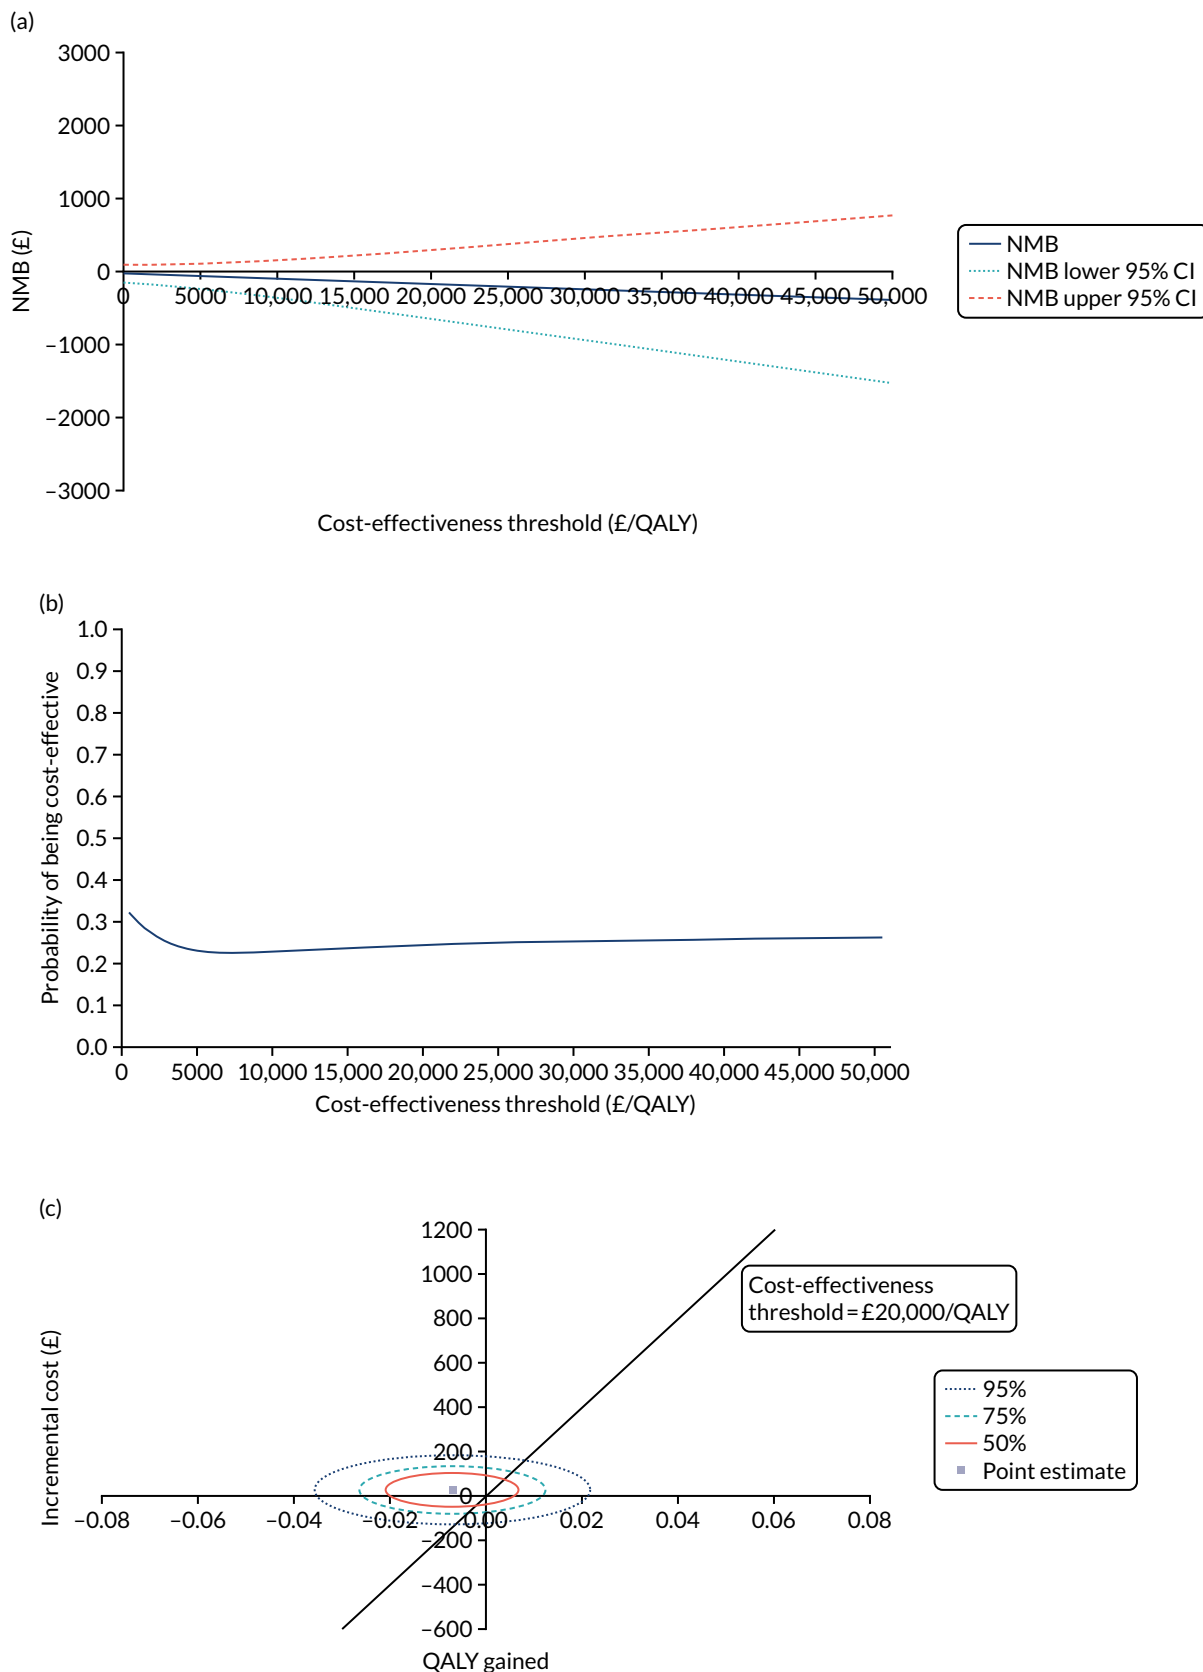 (a)
3000
2000
1000
0
−1000
−2000
−3000
NMB (£)
0 5000 10,000 15,000 20,000 25,000 30,000 35,000 40,000 45,000 50,000
Cost-effectiveness threshold (£/QALY)
NMB
NMB lower 95% CI
NMB upper 95% CI
(b)
1.0
0.9
0.8
0.7
0.6
0.5
0.4
0.3
0.2
0.1
0.0
Probability of being cost-effective
0 5000 10,000 15,000 20,000 25,000 30,000 35,000 40,000 45,000 50,000
Cost-effectiveness threshold (£/QALY)
(c)
1200
1000
800
600
400
200
0
−200
−400
−600
Incremental cost (£)
−0.08 −0.06 −0.04 −0.02 0.00 0.02 0.04 0.06 0.08
QALY gained
Cost-effectiveness
threshold = £20,000/QALY
95%
75%
50%
Point estimate